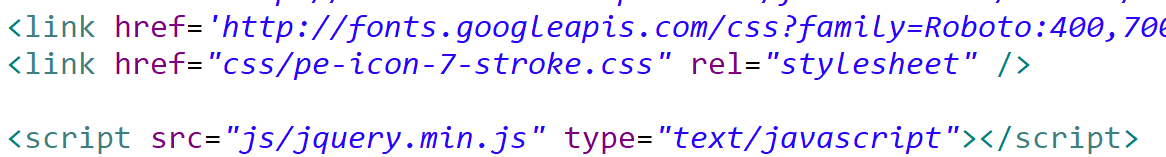 <link href='http://fonts.googleapis.com/css?family=Roboto:400,700
<link href="css/pe-icon-7-stroke.css" rel="stylesheet" />
<script src="js/jquery.min.js" type="text/javascript"></script>